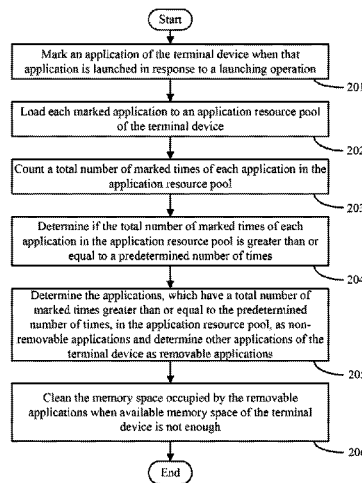 Start
Mark an application of the terminal device when that
application is launched in response to a launching operation
201
Load each marked application to an application resource pool
of the terminal device
202
Count a total number of marked times of each application in the
application resource pool
203
Determine if the total number of marked times of each
application in the application resource pool is greater than or
equal to a predetermined number of times
204
Determine the applications, which have a total number of
marked times greater than or equal to the predetermined
number of times, in the application resource pool, as non-
removable applications and determine other applications of the
terminal device as removable applications
205
Clean the memory space occupied by the removable
applications when available memory space of the terminal
device is not enough
206
End